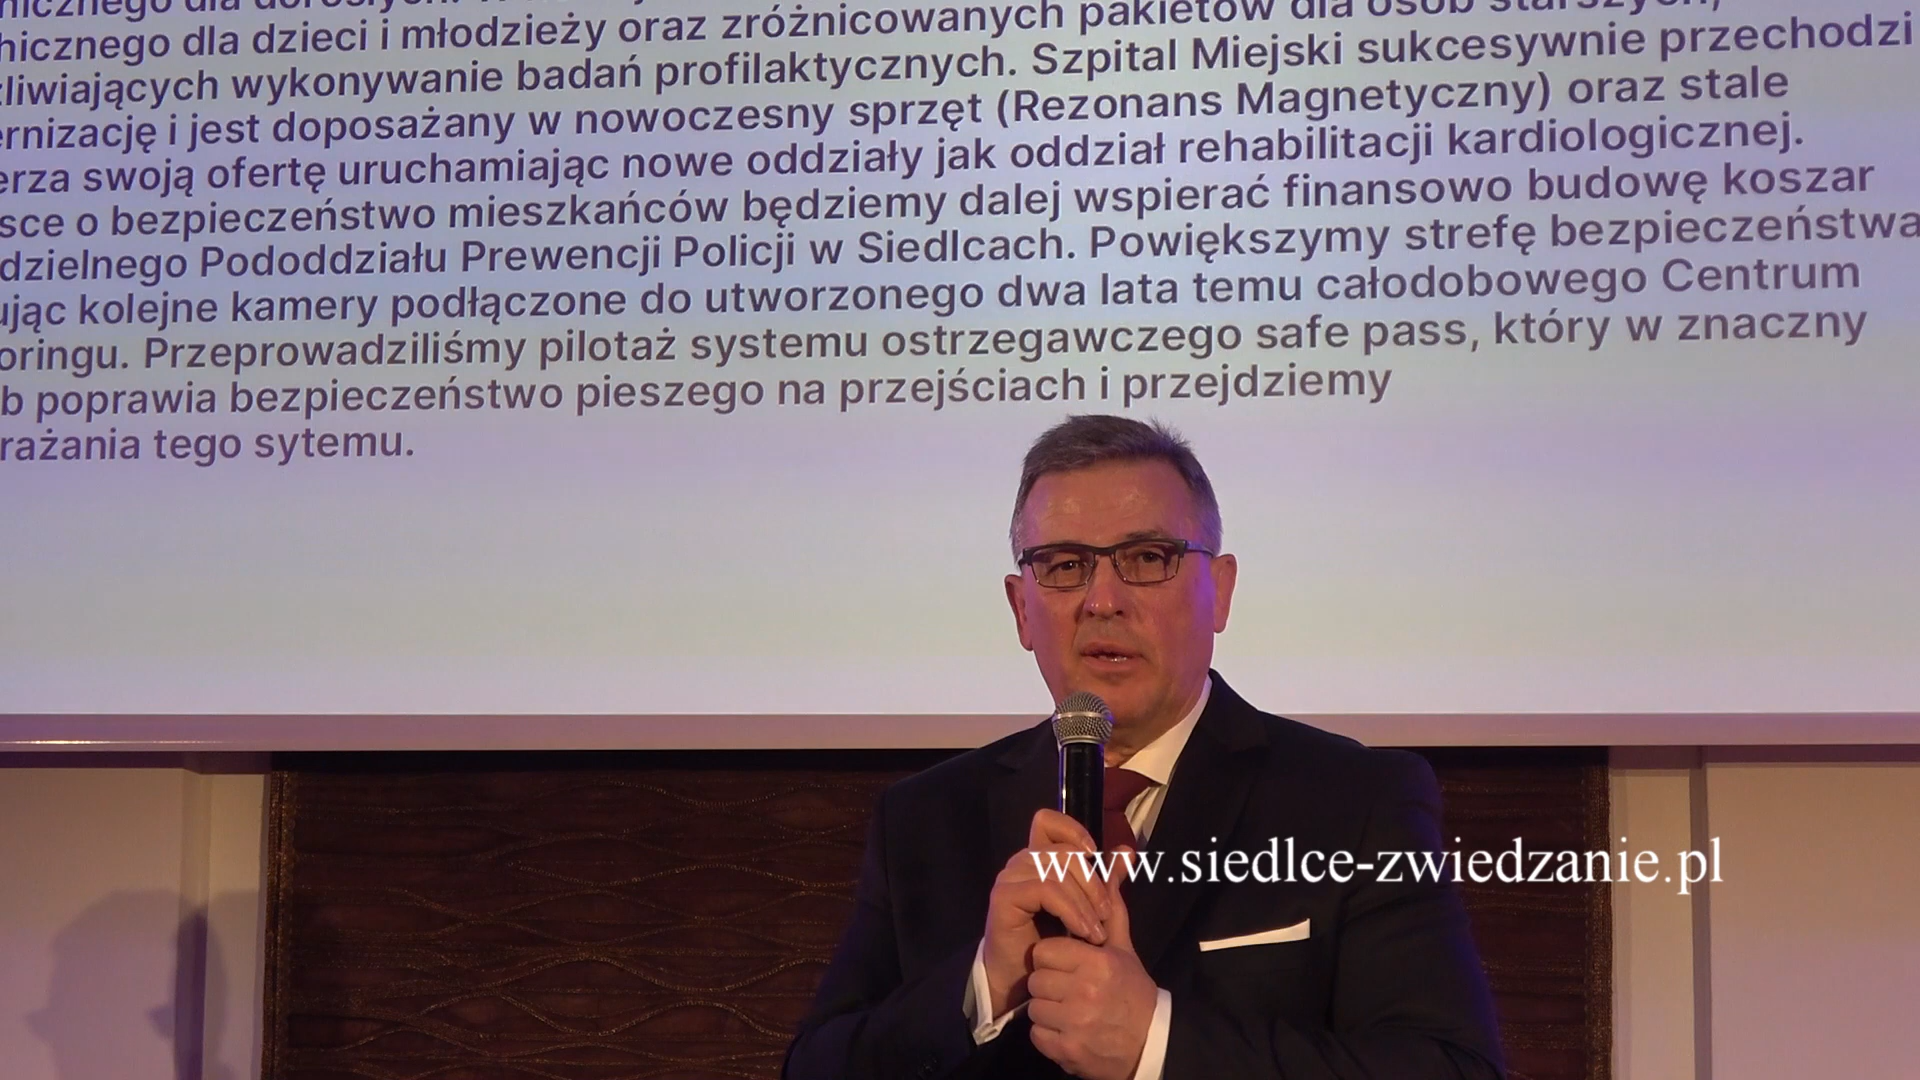 hicznego dla dzieci i młodzieży oraz zróżnicowanych pakietów dla osób starszych,
żliwiających wykonywanie badań profilaktycznych. Szpital Miejski sukcesywnie przechodzi
ernizację i jest doposażany w nowoczesny sprzęt (Rezonans Magnetyczny) oraz stale
erza swoją ofertę uruchamiając nowe oddziały jak oddział rehabilitacji kardiologicznej.
sce o bezpieczeństwo mieszkańców będziemy dalej wspierać finansowo budowę koszar
dzielnego Pododdziału Prewencji Policji w Siedlcach. Powiększymy strefę bezpieczeństwa
ując kolejne kamery podłączone do utworzonego dwa lata temu całodobowego Centrum
oringu. Przeprowadziliśmy pilotaż systemu ostrzegawczego safe pass, który w znaczny
b poprawia bezpieczeństwo pieszego na przejściach i przejdziemy
rażania tego sytemu.
www.siedlce-zwiedzanie.pl